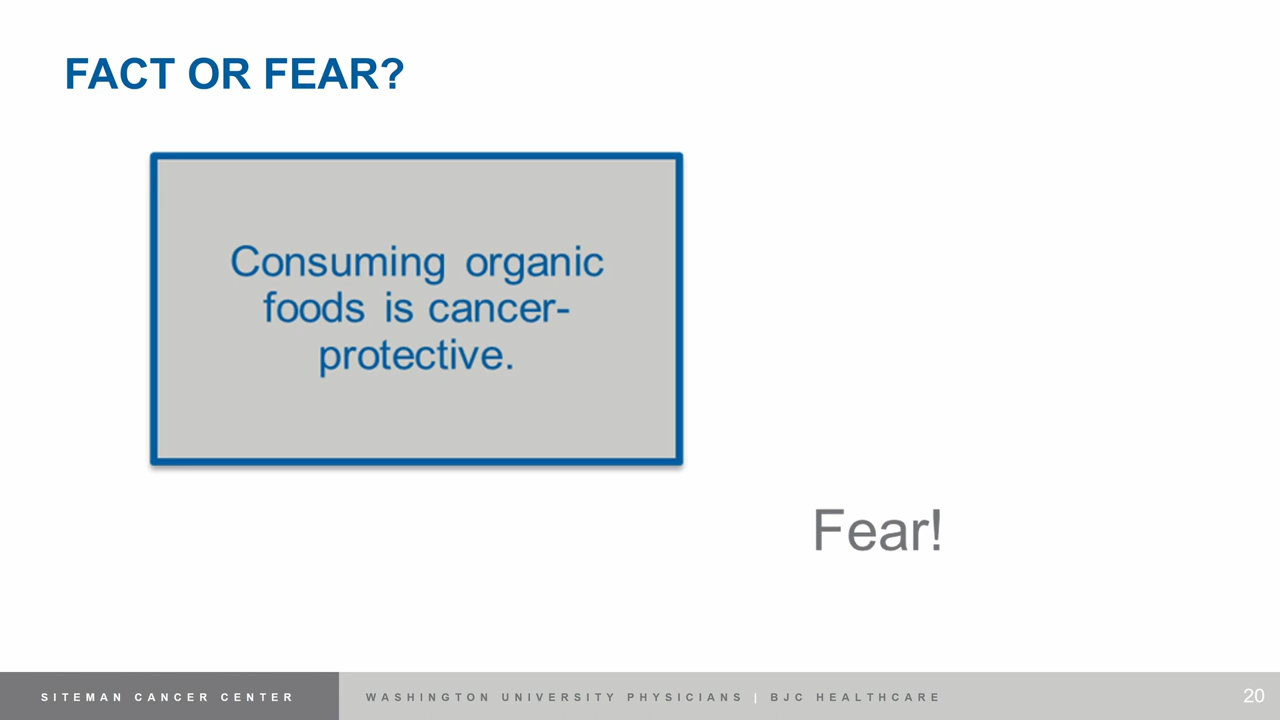 FACT OR FEAR?
Consuming organic
foods is cancer-
protective.
Fear!
SITEMAN CANCER CENTER
WASHINGTON UNIVERSITY PHYSICIANS | BJC HEALTHCARE
20